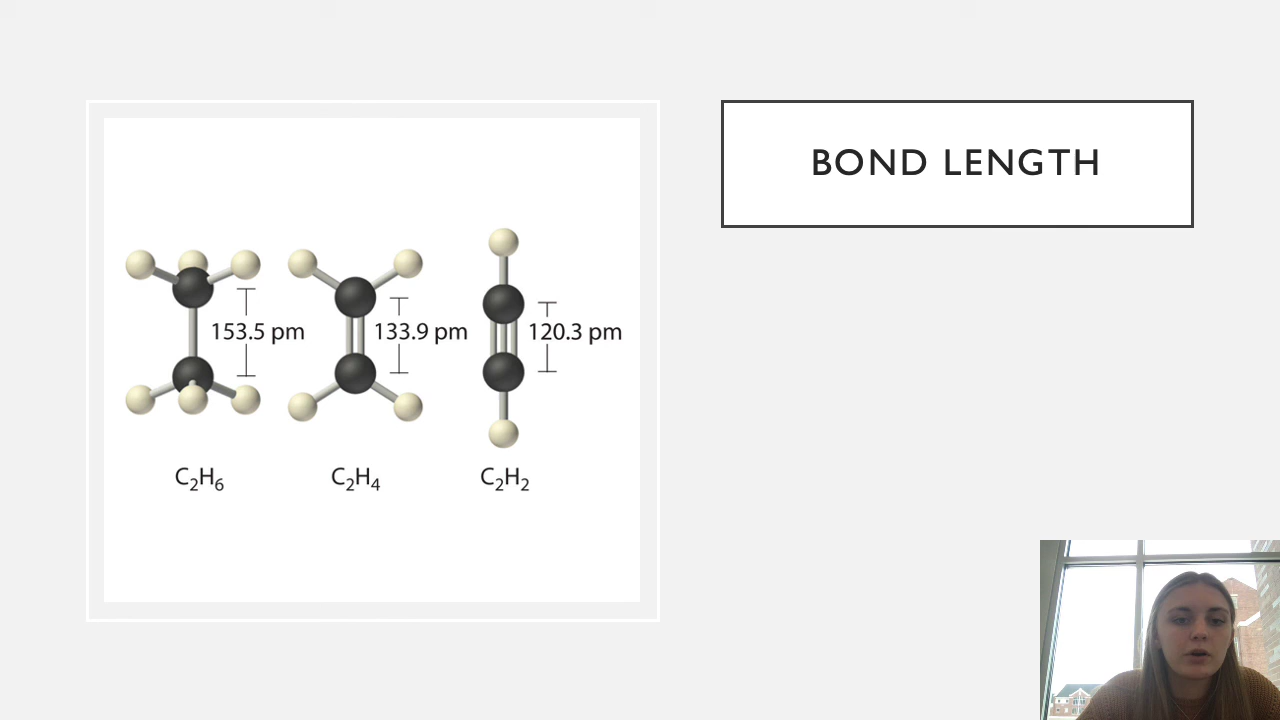 BOND LENGTH
153.5 pm 133.9 pm 120.3 pm
C₂H₆ C₂H₄ C₂H₂